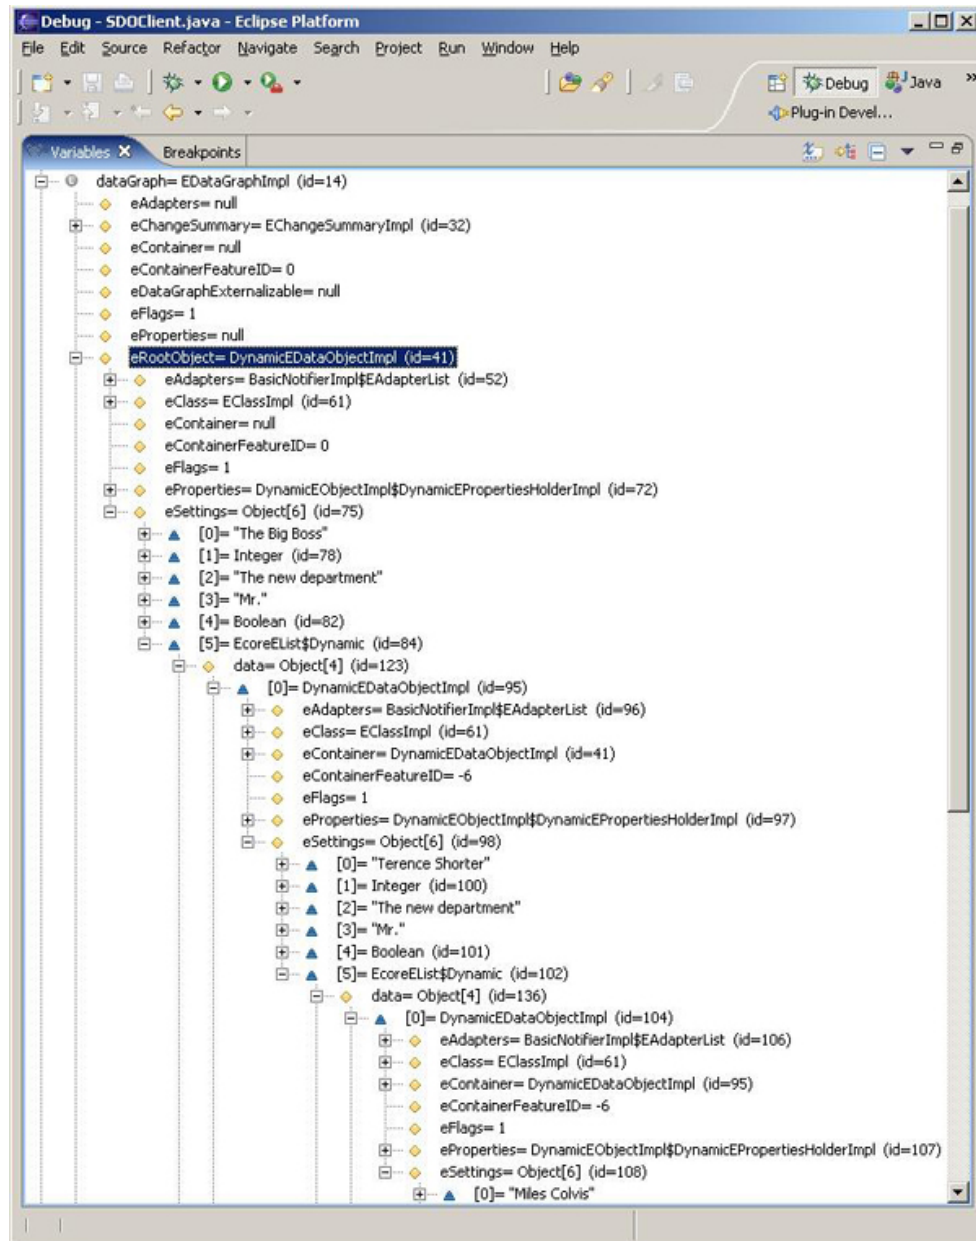 Debug - SDOClient.java - Eclipse Platform
File Edit Source Refactor Navigate Search Project Run Window Help
Debug Java »
Plug-in Devel...
Variables Breakpoints
dataGraph= EDataGraphImpl (id=14)
eAdapters= null
eChangeSummary= EChangeSummaryImpl (id=32)
eContainer= null
eContainerFeatureID= 0
eDataGraphExternalizable= null
eFlags= 1
eProperties= null
eRootObject= DynamicEDataObjectImpl (id=41)
eAdapters= BasicNotifierImpl$EAdapterList (id=52)
eClass= EClassImpl (id=61)
eContainer= null
eContainerFeatureID= 0
eFlags= 1
eProperties= DynamicEObjectImpl$DynamicEPropertiesHolderImpl (id=72)
eSettings= Object[6] (id=75)
[0]= "The Big Boss"
[1]= Integer (id=78)
[2]= "The new department"
[3]= "Mr."
[4]= Boolean (id=82)
[5]= EcoreEList$Dynamic (id=84)
data= Object[4] (id=123)
[0]= DynamicEDataObjectImpl (id=95)
eAdapters= BasicNotifierImpl$EAdapterList (id=96)
eClass= EClassImpl (id=61)
eContainer= DynamicEDataObjectImpl (id=41)
eContainerFeatureID= -6
eFlags= 1
eProperties= DynamicEObjectImpl$DynamicEPropertiesHolderImpl (id=97)
eSettings= Object[6] (id=98)
[0]= "Terence Shorter"
[1]= Integer (id=100)
[2]= "The new department"
[3]= "Mr."
[4]= Boolean (id=101)
[5]= EcoreEList$Dynamic (id=102)
data= Object[4] (id=136)
[0]= DynamicEDataObjectImpl (id=104)
eAdapters= BasicNotifierImpl$EAdapterList (id=106)
eClass= EClassImpl (id=61)
eContainer= DynamicEDataObjectImpl (id=95)
eContainerFeatureID= -6
eFlags= 1
eProperties= DynamicEObjectImpl$DynamicEPropertiesHolderImpl (id=107)
eSettings= Object[6] (id=108)
[0]= "Miles Colvis"